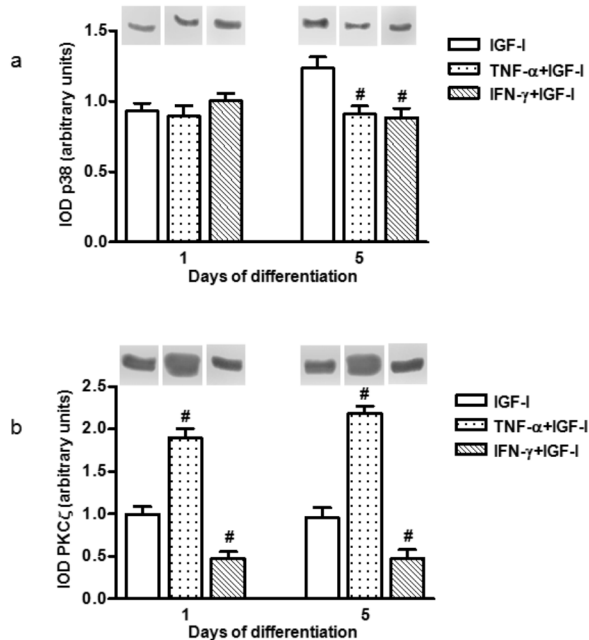 a
IOD p38 (arbitrary units)
1.5
1.0
0.5
0.0
# #
1 5
Days of differentiation
IGF-I
TNF-α+IGF-I
IFN-γ+IGF-I
b
IOD PKCζ (arbitrary units)
2.5
2.0
1.5
1.0
0.5
0.0
#
#
#
#
1 5
Days of differentiation
IGF-I
TNF-α+IGF-I
IFN-γ+IGF-I